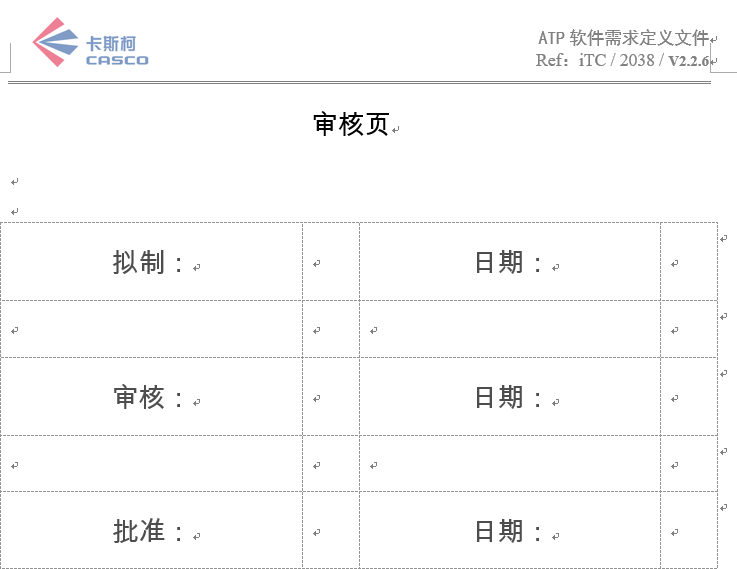 卡斯柯
CASCO
ATP 软件需求定义文件
Ref：iTC / 2038 / V2.2.6
审核页
拟制： 日期：
审核： 日期：
批准： 日期：